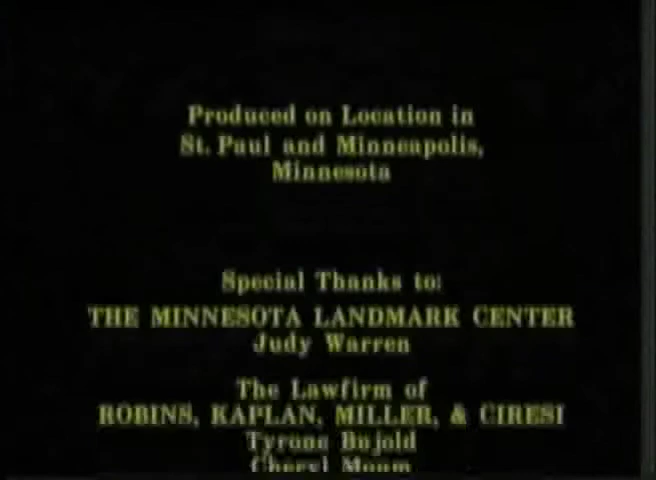 Produced on Location in
St. Paul and Minneapolis,
Minnesota
Special Thanks to:
THE MINNESOTA LANDMARK CENTER
Judy Warren
The Lawfirm of
ROBINS, KAPLAN, MILLER, & CIRESI
Tyrone Bujold
Cheryl